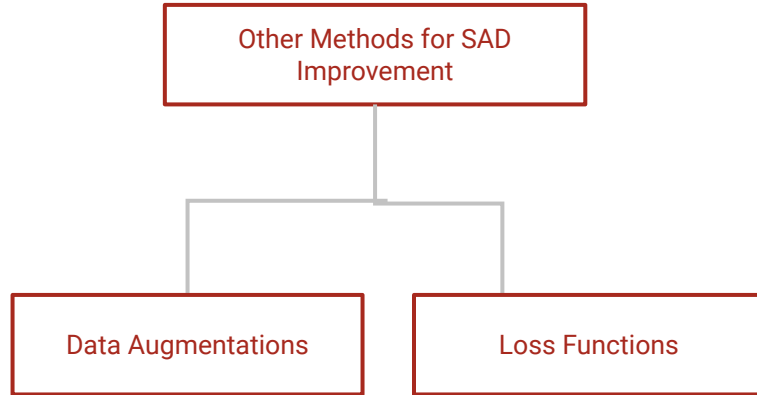 Other Methods for SAD
Improvement
Data Augmentations
Loss Functions